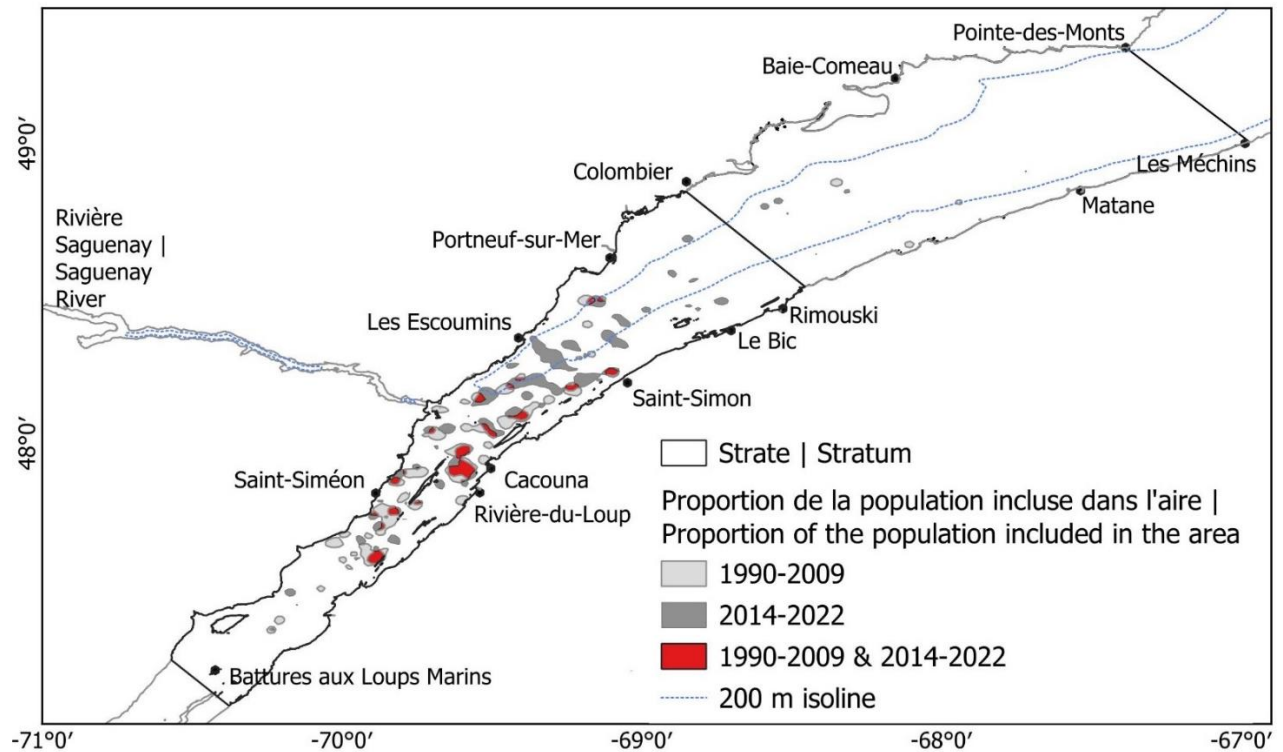 Pointe-des-Monts
Baie-Comeau
49°0′
Colombier
Les Méchins
Matane
Rivière
Saguenay |
Saguenay
River
Portneuf-sur-Mer
Les Escoumins
Rimouski
Le Bic
Saint-Simon
48°0′
Saint-Siméon
Cacouna
Rivière-du-Loup
Battures aux Loups Marins
Strate | Stratum
Proportion de la population incluse dans l'aire |
Proportion of the population included in the area
1990-2009
2014-2022
1990-2009 & 2014-2022
200 m isoline
-71°0′ -70°0′ -69°0′ -68°0′ -67°0′